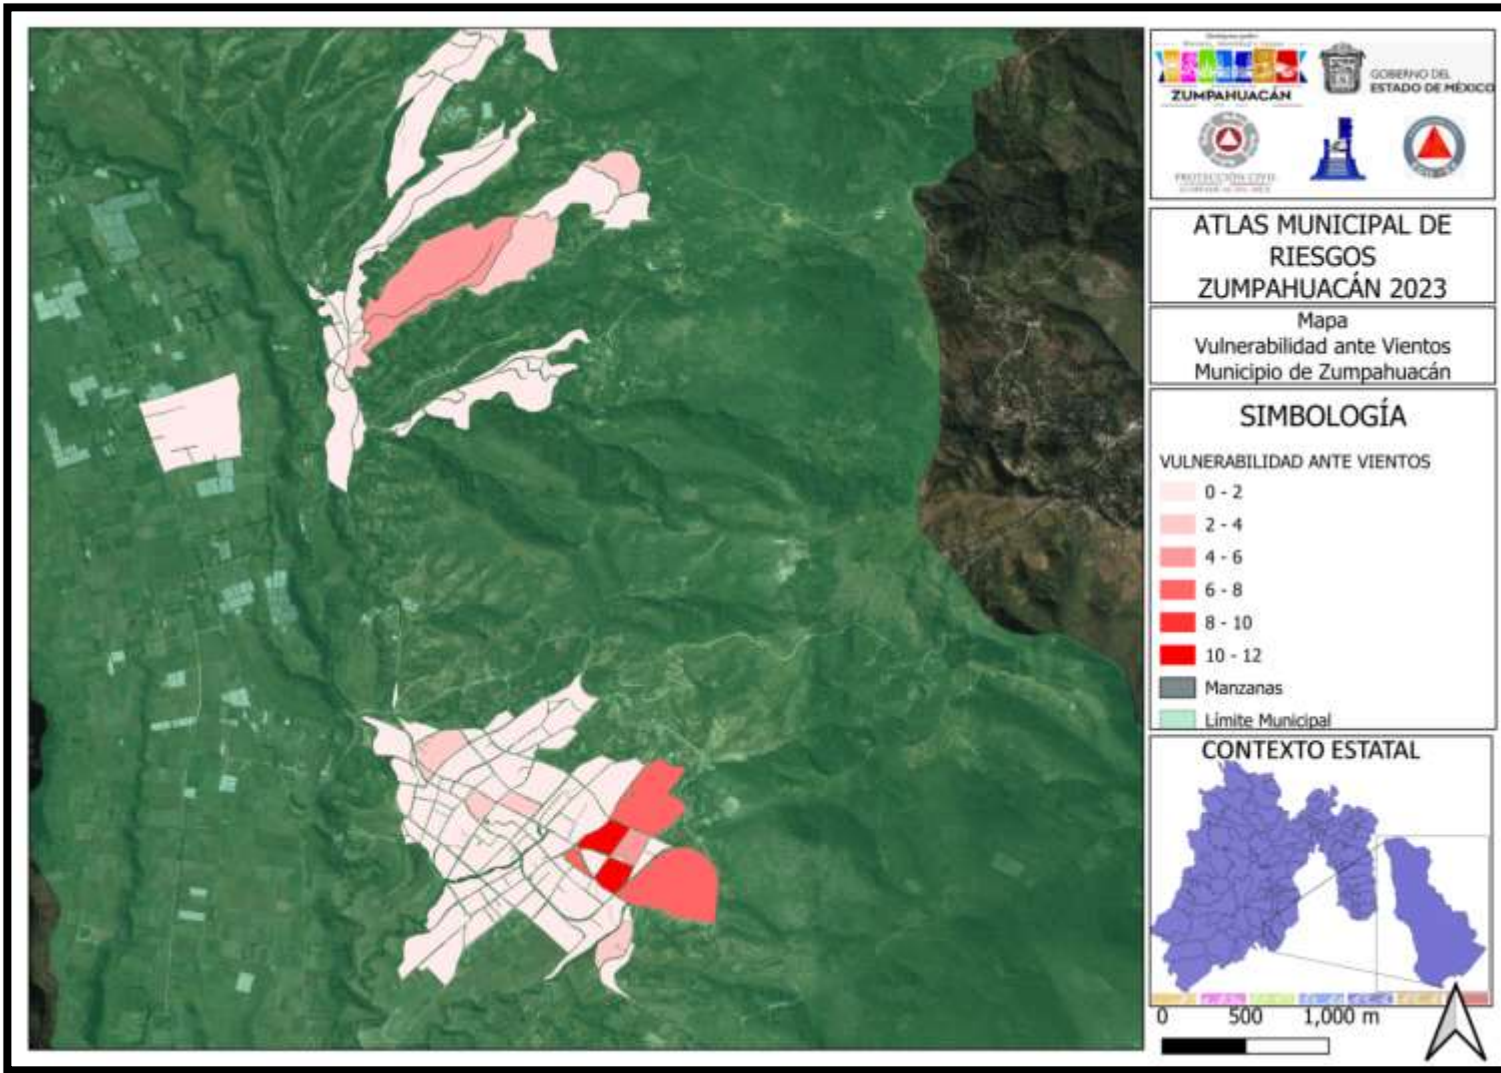 ZUMPAHUACÁN
GOBIERNO DEL
ESTADO DE MÉXICO
PROTECCIÓN CIVIL
ATLAS MUNICIPAL DE
RIESGOS
ZUMPAHUACÁN 2023
Mapa
Vulnerabilidad ante Vientos
Municipio de Zumpahuacán
SIMBOLOGÍA
VULNERABILIDAD ANTE VIENTOS
0 - 2
2 - 4
4 - 6
6 - 8
8 - 10
10 - 12
Manzanas
Límite Municipal
CONTEXTO ESTATAL
0 500 1,000 m